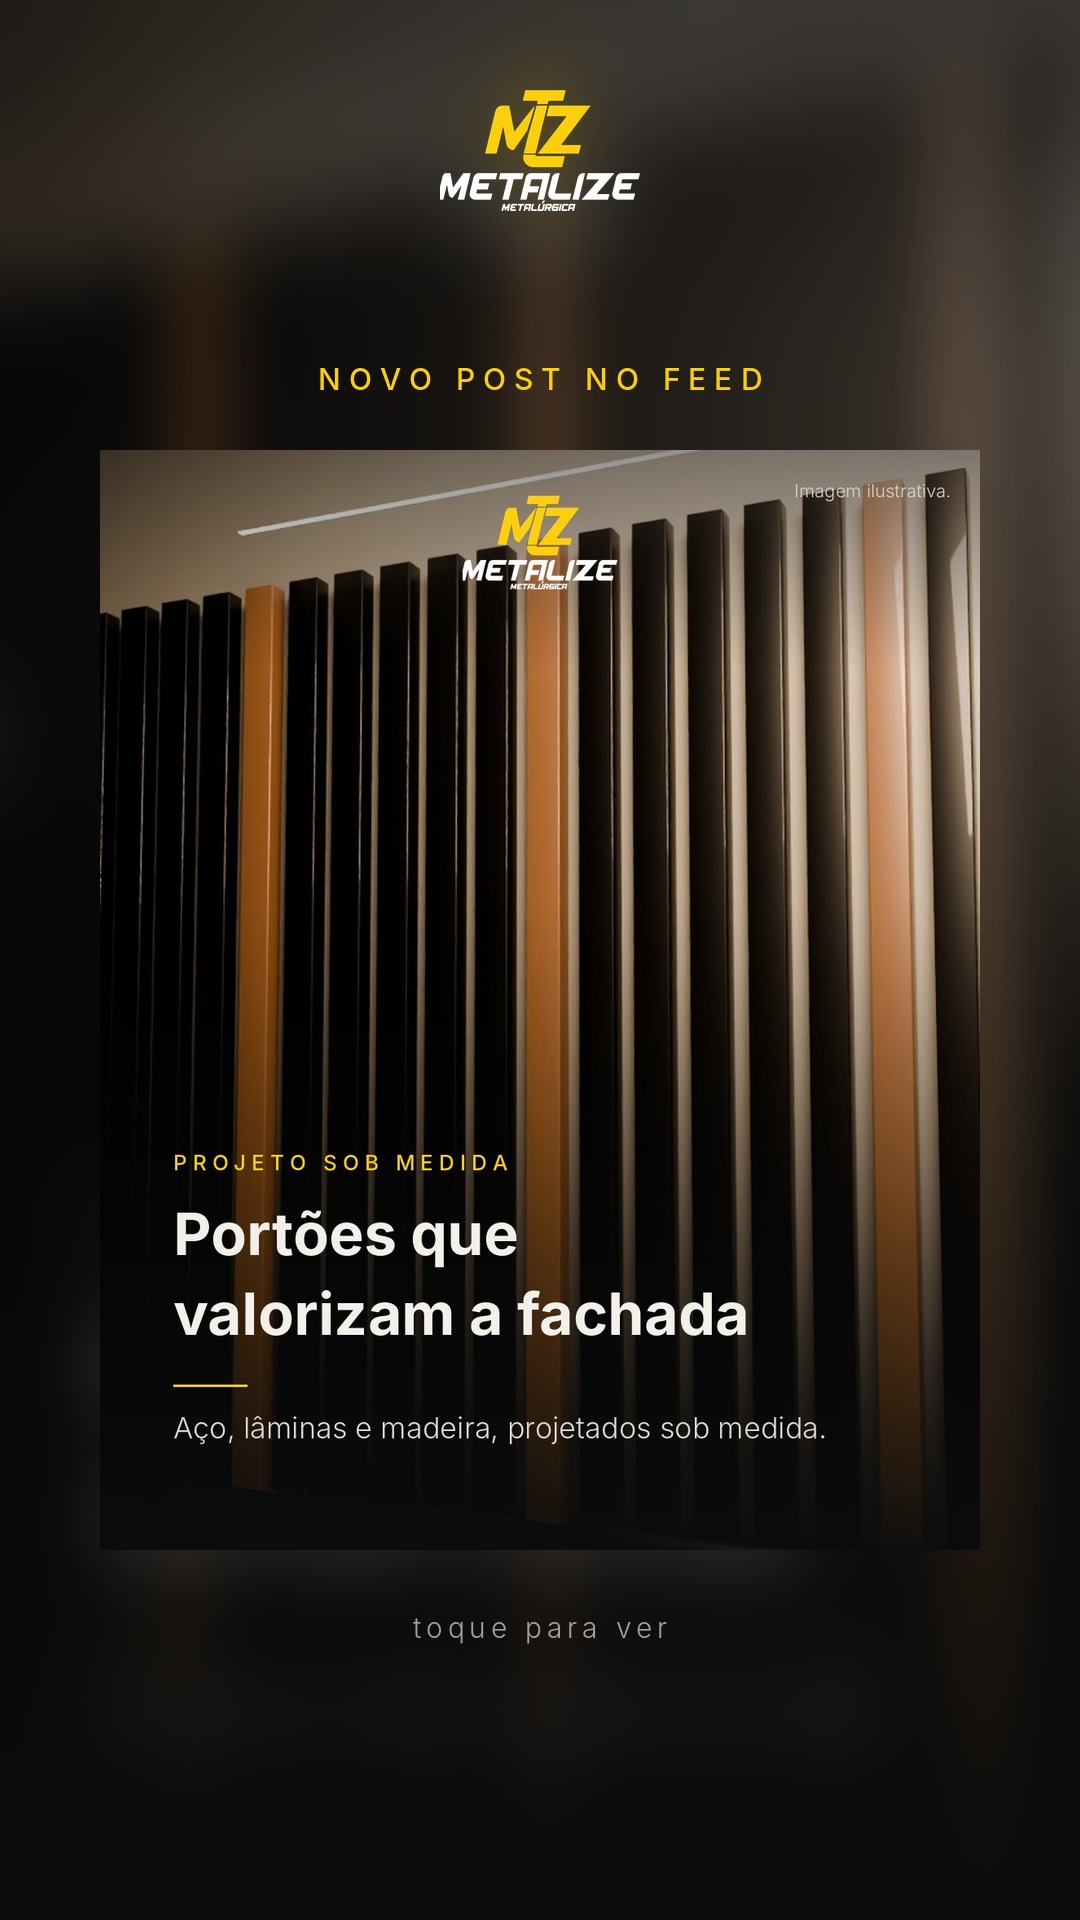 MTZ
METALIZE
METALÚRGICA
NOVO POST NO FEED
Imagem ilustrativa.
MTZ
METALIZE
METALÚRGICA
PROJETO SOB MEDIDA
Portões que
valorizam a fachada
Aço, lâminas e madeira, projetados sob medida.
toque para ver